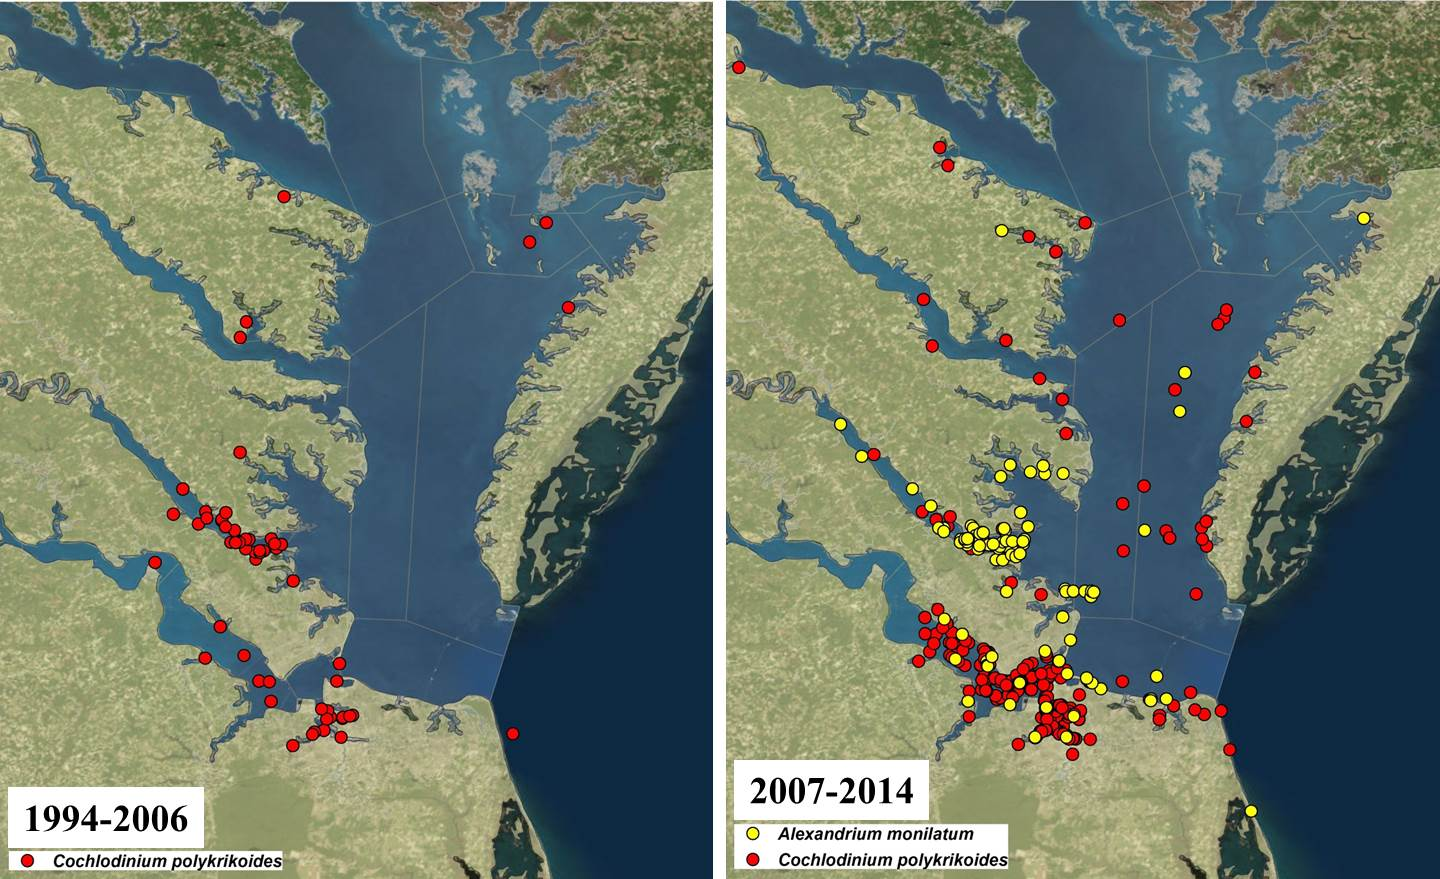 1994-2006
Cochlodinium polykrikoides
2007-2014
Alexandrium monilatum
Cochlodinium polykrikoides